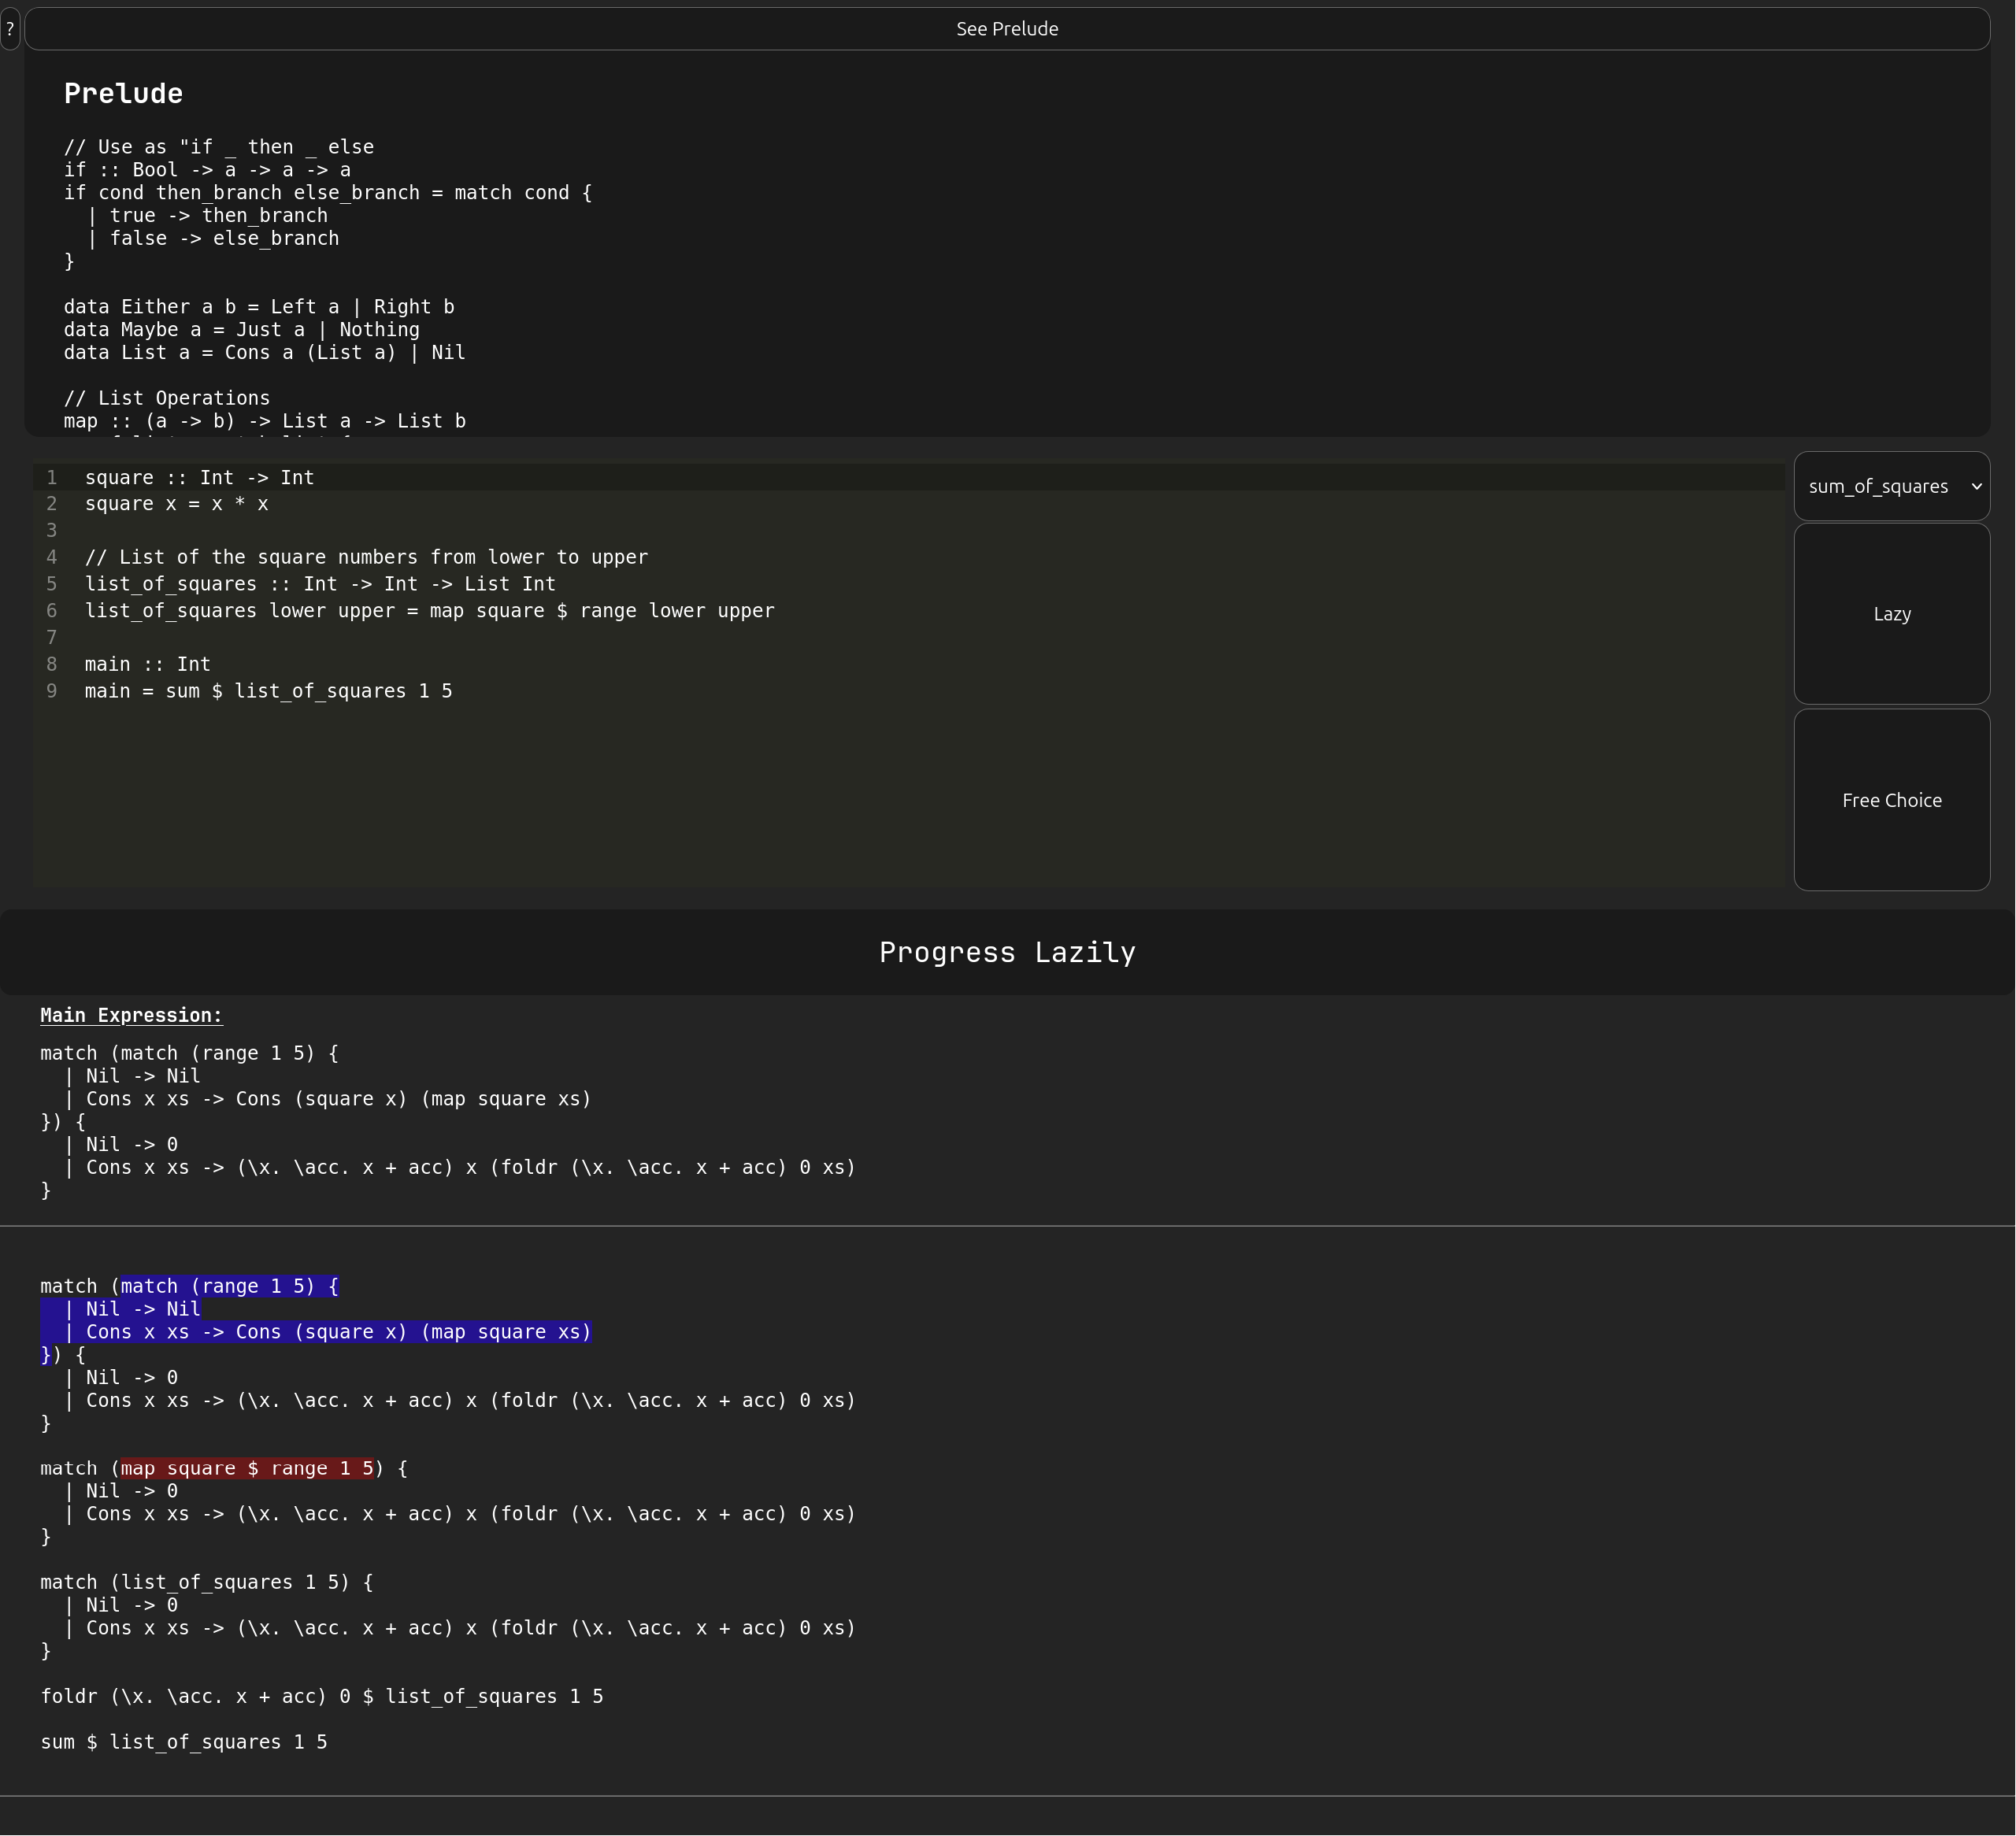 ?
See Prelude
Prelude
// Use as "if _ then _ else
if :: Bool -> a -> a -> a
if cond then_branch else_branch = match cond {
  | true -> then_branch
  | false -> else_branch
}
data Either a b = Left a | Right b
data Maybe a = Just a | Nothing
data List a = Cons a (List a) | Nil
// List Operations
map :: (a -> b) -> List a -> List b
1 square :: Int -> Int
2 square x = x * x
3
4 // List of the square numbers from lower to upper
5 list_of_squares :: Int -> Int -> List Int
6 list_of_squares lower upper = map square $ range lower upper
7
8 main :: Int
9 main = sum $ list_of_squares 1 5
sum_of_squares
Lazy
Free Choice
Progress Lazily
Main Expression:
match (match (range 1 5) {
  | Nil -> Nil
  | Cons x xs -> Cons (square x) (map square xs)
}) {
  | Nil -> 0
  | Cons x xs -> (\x. \acc. x + acc) x (foldr (\x. \acc. x + acc) 0 xs)
}
match (match (range 1 5) {
  | Nil -> Nil
  | Cons x xs -> Cons (square x) (map square xs)
}) {
  | Nil -> 0
  | Cons x xs -> (\x. \acc. x + acc) x (foldr (\x. \acc. x + acc) 0 xs)
}
match (map square $ range 1 5) {
  | Nil -> 0
  | Cons x xs -> (\x. \acc. x + acc) x (foldr (\x. \acc. x + acc) 0 xs)
}
match (list_of_squares 1 5) {
  | Nil -> 0
  | Cons x xs -> (\x. \acc. x + acc) x (foldr (\x. \acc. x + acc) 0 xs)
}
foldr (\x. \acc. x + acc) 0 $ list_of_squares 1 5
sum $ list_of_squares 1 5